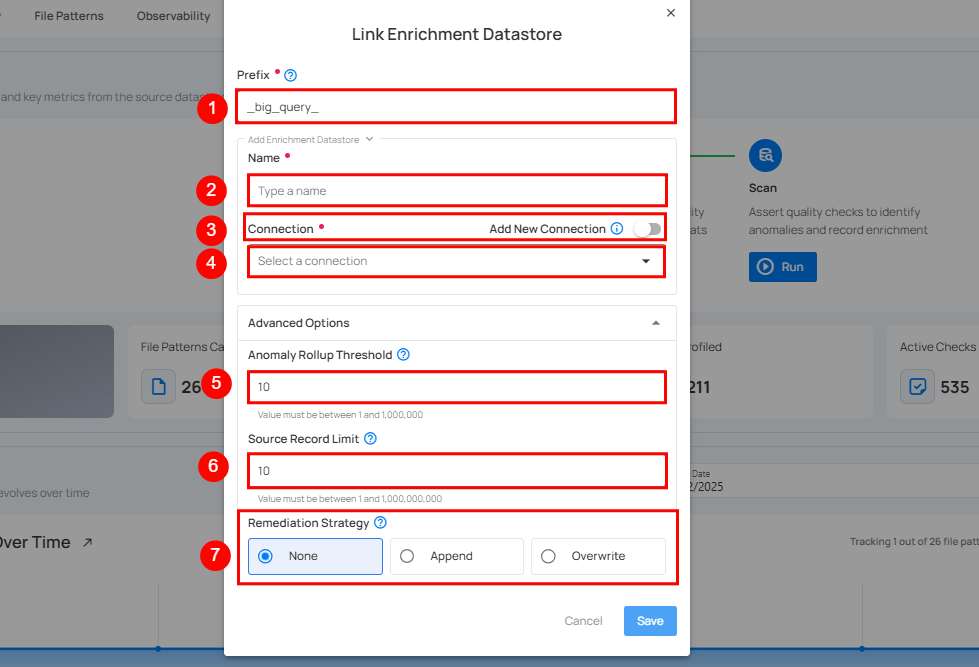 File Patterns
Observability
Link Enrichment Datastore
Prefix •
and key metrics from the source datas
1
_big_query_
Add Enrichment Datastore
Name •
2
Type a name
3
Connection •
Add New Connection
4
Select a connection
Scan
Assert quality checks to identify
anomalies and record enrichment
Run
Advanced Options
Anomaly Rollup Threshold
File Patterns Ca
ofiled
Active Checks
5
10
26
211
535
Value must be between 1 and 1,000,000
Source Record Limit
6
10
Value must be between 1 and 1,000,000,000
evolves over time
Date
2/2025
7
Remediation Strategy
None
Append
Overwrite
Over Time
Tracking 1 out of 26 file patt
Cancel
Save